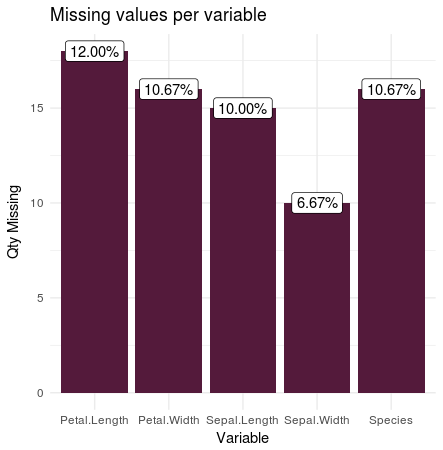 Missing values per variable
12.00%
10.67%
10.00%
6.67%
10.67%
15
10
5
0
Qty Missing
Petal.Length Petal.Width Sepal.Length Sepal.Width Species
Variable